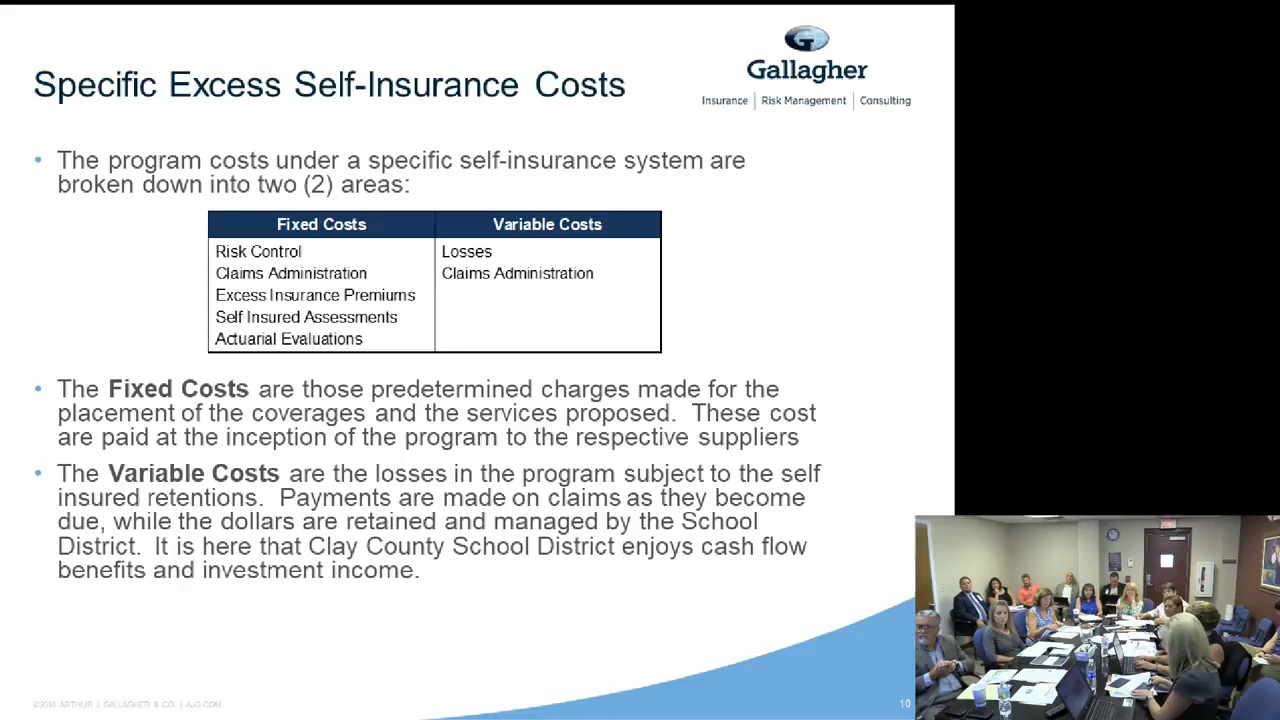 Gallagher
Insurance | Risk Management | Consulting
Specific Excess Self-Insurance Costs
• The program costs under a specific self-insurance system are
broken down into two (2) areas:
Fixed Costs Variable Costs
Risk Control Losses
Claims Administration Claims Administration
Excess Insurance Premiums
Self Insured Assessments
Actuarial Evaluations
• The Fixed Costs are those predetermined charges made for the
placement of the coverages and the services proposed. These cost
are paid at the inception of the program to the respective suppliers
• The Variable Costs are the losses in the program subject to the self
insured retentions. Payments are made on claims as they become
due, while the dollars are retained and managed by the School
District. It is here that Clay County School District enjoys cash flow
benefits and investment income.
ARTHUR J. GALLAGHER & CO. | AJG.COM
10